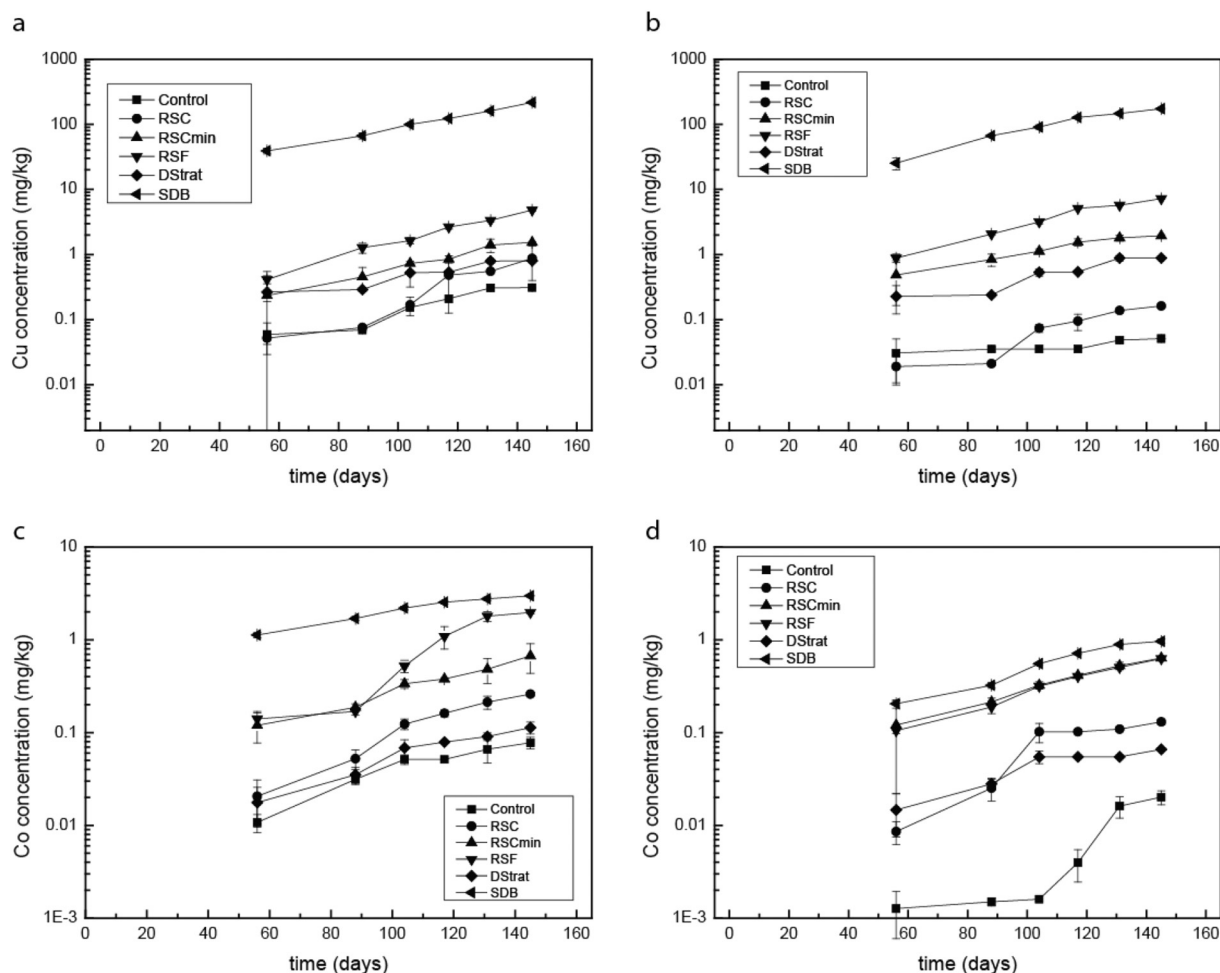 a
Cu concentration (mg/kg)
1000
100
10
1
0.1
0.01
Control
RSC
RSCmin
RSF
DStrat
SDB
0 20 40 60 80 100 120 140 160
time (days)
b
Cu concentration (mg/kg)
1000
100
10
1
0.1
0.01
Control
RSC
RSCmin
RSF
DStrat
SDB
0 20 40 60 80 100 120 140 160
time (days)
c
Co concentration (mg/kg)
10
1
0.1
0.01
1E-3
Control
RSC
RSCmin
RSF
DStrat
SDB
0 20 40 60 80 100 120 140 160
time (days)
d
Co concentration (mg/kg)
10
1
0.1
0.01
1E-3
Control
RSC
RSCmin
RSF
DStrat
SDB
0 20 40 60 80 100 120 140 160
time (days)